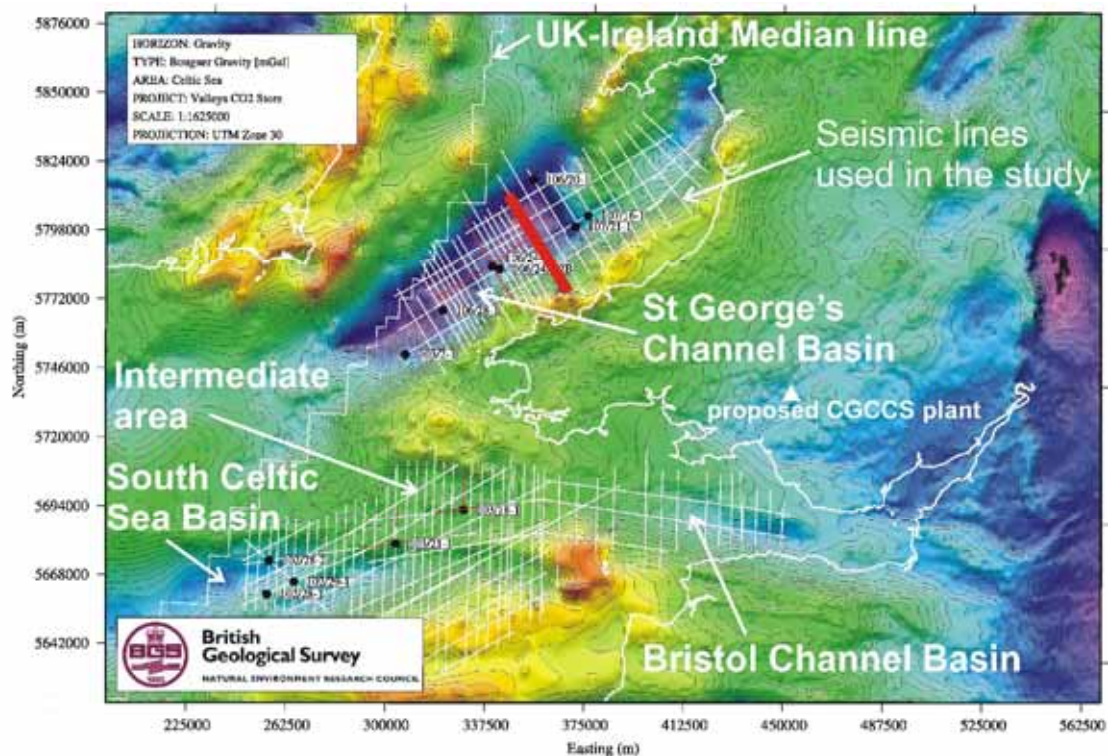 HORIZON: Gravity
TYPE: Bouguer Gravity [mGal]
AREA: Celtic Sea
PROJECT: Valleys CO2 Store
SCALE: 1:1625000
PROJECTION: UTM Zone 30
UK-Ireland Median line
Seismic lines
used in the study
St George's
Channel Basin
Intermediate
area
proposed CGCCS plant
South Celtic
Sea Basin
Bristol Channel Basin
BGS
1835
British
Geological Survey
NATURAL ENVIRONMENT RESEARCH COUNCIL
Northing (m)
5876000
5850000
5824000
5798000
5772000
5746000
5720000
5694000
5668000
5642000
225000 262500 300000 337500 375000 412500 450000 487500 525000 562500
Easting (m)